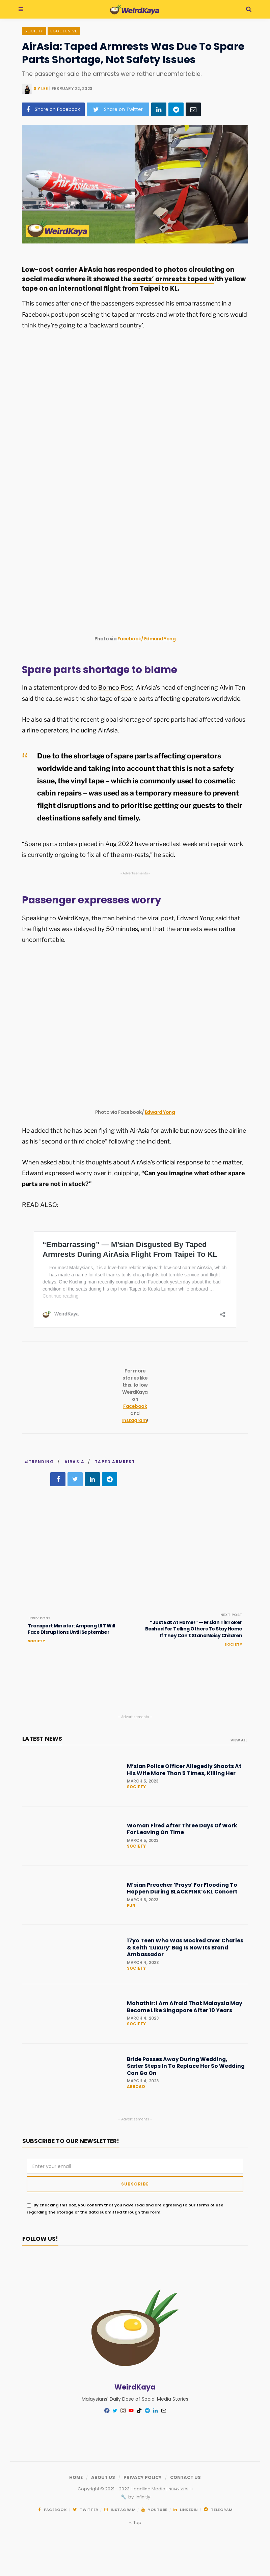 WeirdKaya
SOCIETY
EXCLUSIVE
AirAsia: Taped Armrests Was Due To Spare
Parts Shortage, Not Safety Issues
The passenger said the armrests were rather uncomfortable.
S Y LEE | FEBRUARY 22, 2023
Share on Facebook
Share on Twitter
WeirdKaya
Low-cost carrier AirAsia has responded to photos circulating on
social media where it showed the seats' armrests taped with yellow
tape on an international flight from Taipei to KL.
This comes after one of the passengers expressed his embarrassment in a
Facebook post upon seeing the taped armrests and wrote that foreigners would
think they're going to a 'backward country'.
Photo via Facebook/ Edmund Yong
Spare parts shortage to blame
In a statement provided to Borneo Post, AirAsia's head of engineering Alvin Tan
said the cause was the shortage of spare parts affecting operators worldwide.
He also said that the recent global shortage of spare parts had affected various
airline operators, including AirAsia.
Due to the shortage of spare parts affecting operators
worldwide and taking into account that this is not a safety
issue, the vinyl tape – which is commonly used to cosmetic
cabin repairs – was used as a temporary measure to prevent
flight disruptions and to prioritise getting our guests to their
destinations safely and timely.
"Spare parts orders placed in Aug 2022 have arrived last week and work is
currently ongoing to fix all of the arm-rests," he said.
- Advertisement -
Passenger expresses worry
Speaking to WeirdKaya, the man behind the viral post, Edward Yong said that
the flight was was delayed by 50 minutes, and that the armrests were rather
uncomfortable.
Photo via Facebook/ Edward Yong
He added that he has been flying with AirAsia for awhile but now sees the airline
as his "second or third choice" following the incident.
When asked about his thoughts about AirAsia's official response to the matter,
Edward expressed worry over it, quipping, "Can you imagine what other spare
parts are not in stock?"
READ ALSO:
"Embarrassing" — M'sian Disgusted By Taped
Armrests During AirAsia Flight From Taipei To KL
For most Malaysians, it is safe to say that we have a love-hate relationship with low-cost carrier AirAsia, which
has made a name for itself thanks to its cheap flights but terrible service and flight
delays. One Kuching man recently complained on Facebook yesterday about the bad
condition of the seats during his trip from Taipei to Kuala Lumpur while onboard …
Continue reading
WeirdKaya
For more
stories like
this, follow
WeirdKaya
on
Facebook
and
Instagram!
#TRENDING / AIRASIA / TAPED ARMREST
PREV POST
Transport Minister: Ampang LRT Will
Face Disruptions Until September
SOCIETY
NEXT POST
"Just Eat At Home!" — M'sian TikToker
Bashed For Telling Others To Stay Home
If They Can't Stand Noisy Children
SOCIETY
- Advertisements -
LATEST NEWS
VIEW ALL
M'sian Police Officer Allegedly Shoots At
His Wife More Than 5 Times, Killing Her
MARCH 5, 2023
SOCIETY
Woman Fired After Three Days Of Work
For Leaving On Time
MARCH 5, 2023
SOCIETY
M'sian Preacher 'Prays' For Flooding To
Happen During BLACKPINK's KL Concert
MARCH 5, 2023
FUN
17yo Teen Who Was Mocked Over Charles
& Keith 'Luxury' Bag Is Now Its Brand
Ambassador
MARCH 4, 2023
SOCIETY
Mahathir: I Am Afraid That Malaysia May
Become Like Singapore After 10 Years
MARCH 4, 2023
SOCIETY
Bride Passes Away During Wedding,
Sister Steps In To Replace Her So Wedding
Can Go On
MARCH 4, 2023
ABROAD
- Advertisements -
SUBSCRIBE TO OUR NEWSLETTER!
Enter your email
SUBSCRIBE
By checking this box, you confirm that you have read and are agreeing to our terms of use
regarding the storage of the data submitted through this form.
FOLLOW US!
WeirdKaya
Malaysians' Daily Dose of Social Media Stories
HOME
ABOUT US
PRIVACY POLICY
CONTACT US
Copyright © 2021 - 2023 Headline Media
by Infinitly
FACEBOOK
TWITTER
INSTAGRAM
YOUTUBE
LINKEDIN
TELEGRAM
Top